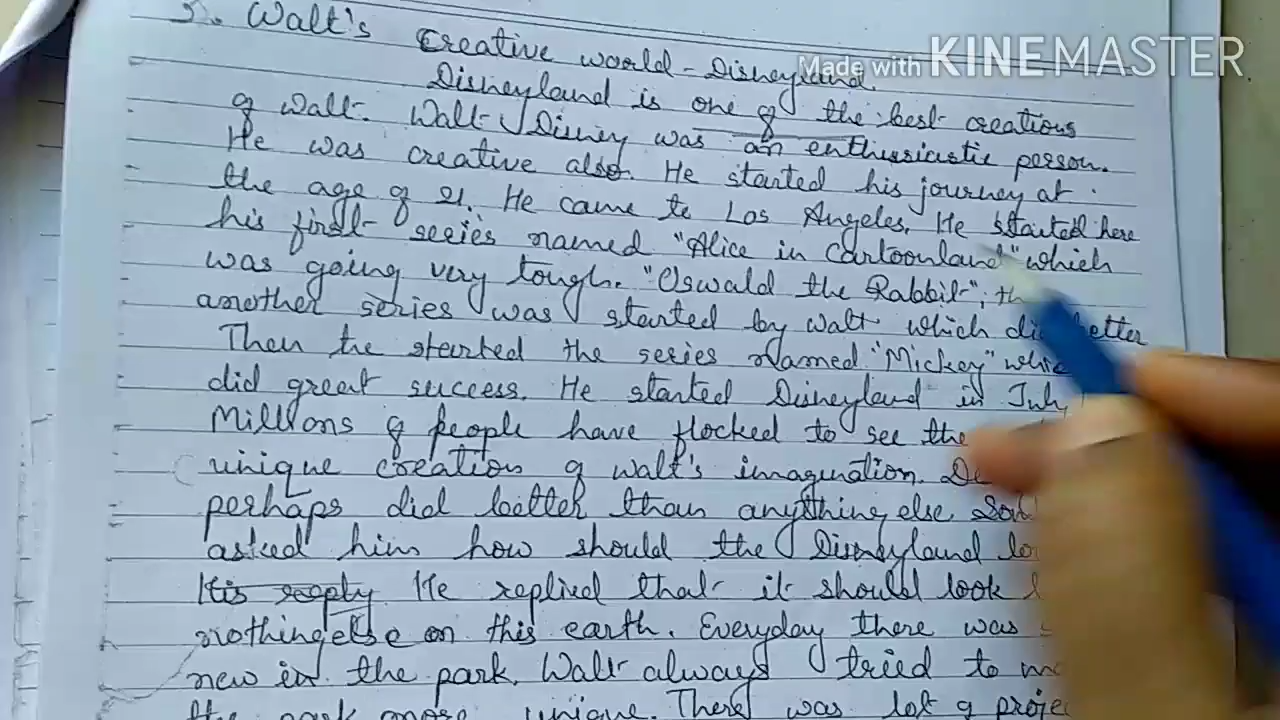 5. Walt's Creative world - Disneyland.
Made with KINEMASTER
Disneyland is one of the best creations
of Walt. Walt Disney was an enthusiastic person.
He was creative also. He started his journey at
the age of 21. He came to Los Angeles. He started here
his first series named "Alice in Cartoonland" which
was going very tough. "Oswald the Rabbit",
another series was started by Walt which better
Then he started the series named "Mickey"
did great success. He started Disneyland in July
Millions of people have flocked to see the
unique creation of Walt's imagination.
perhaps did better than anything else
asked him how should the Disneyland
His reply He replied that it should look
nothing else on this earth. Everyday there was
new in the park. Walt always tried to
the park more unique. There was lot of